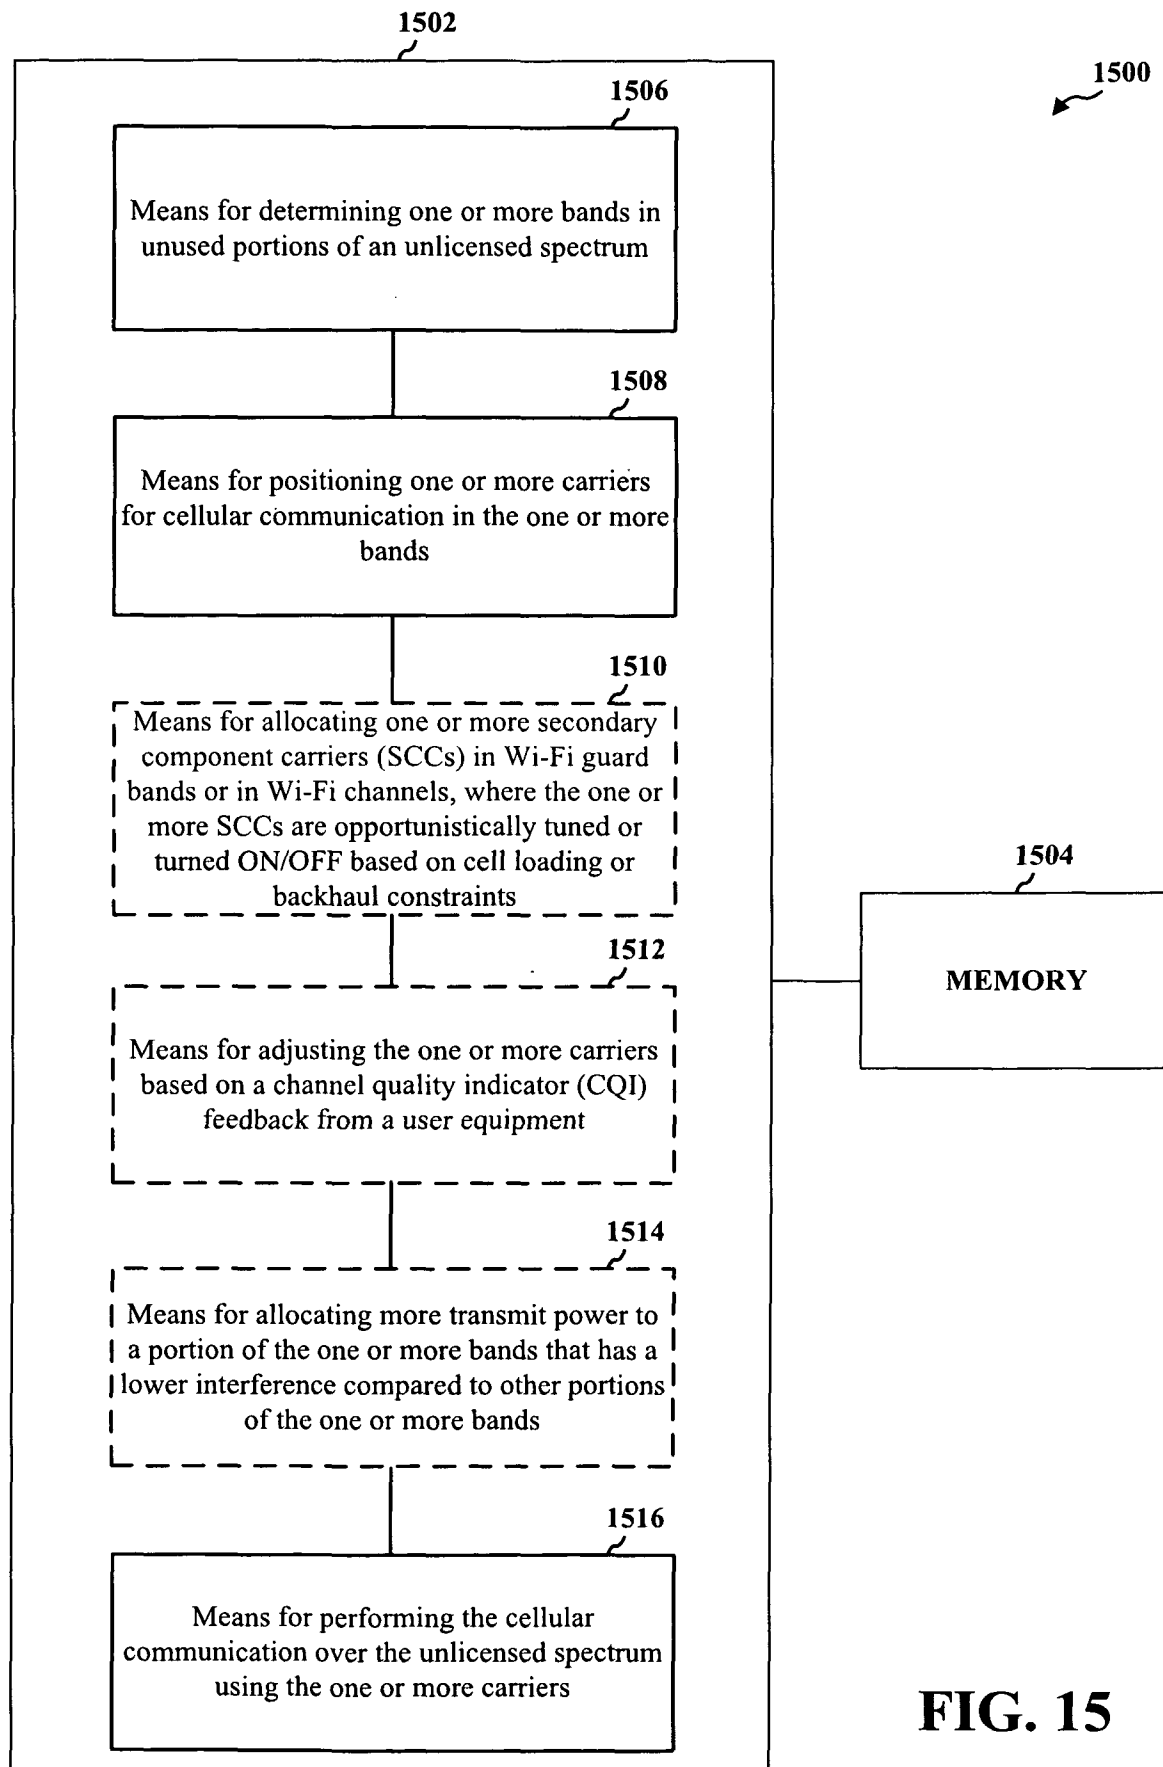 1502
1500
1506
Means for determining one or more bands in
unused portions of an unlicensed spectrum
1508
Means for positioning one or more carriers
for cellular communication in the one or more
bands
1510
Means for allocating one or more secondary
component carriers (SCCs) in Wi-Fi guard
bands or in Wi-Fi channels, where the one or
more SCCs are opportunistically tuned or
turned ON/OFF based on cell loading or
backhaul constraints
1504
MEMORY
1512
Means for adjusting the one or more carriers
based on a channel quality indicator (CQI)
feedback from a user equipment
1514
Means for allocating more transmit power to
a portion of the one or more bands that has a
lower interference compared to other portions
of the one or more bands
1516
Means for performing the cellular
communication over the unlicensed spectrum
using the one or more carriers
FIG. 15